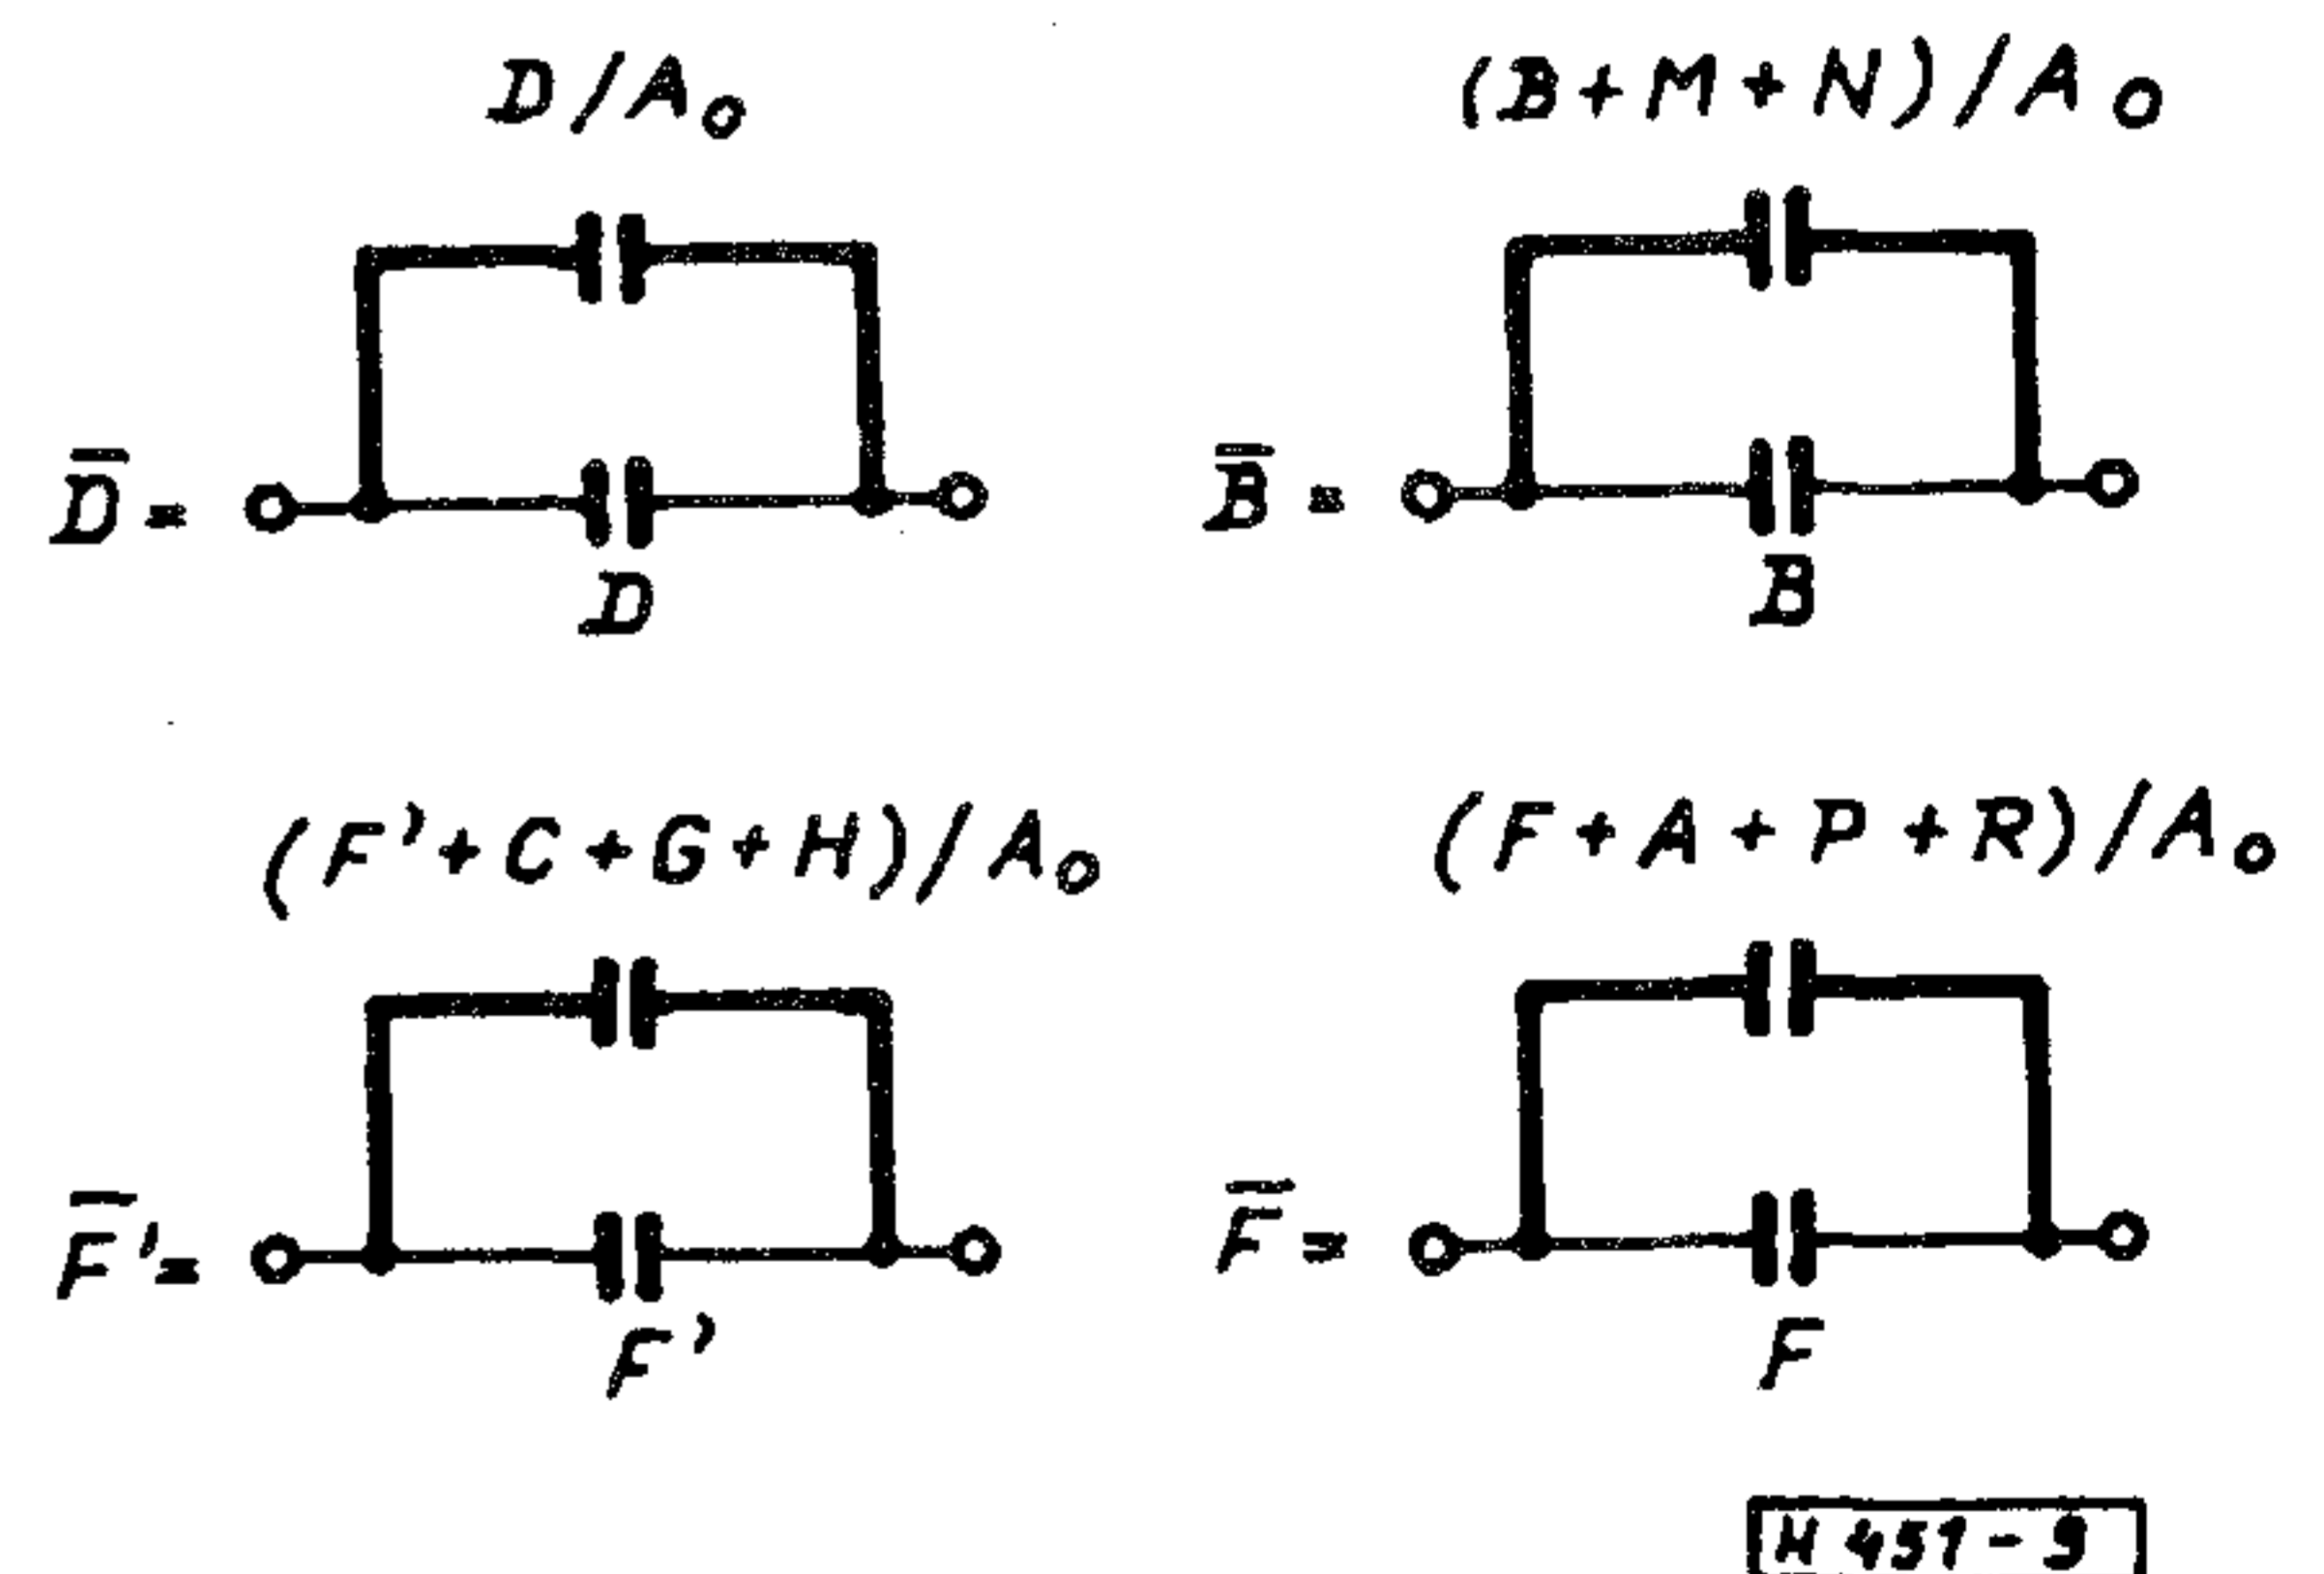 D/A₀
(B+M+N)/A₀
D̿=
D
B̿=
B
(F'+C+G+H)/A₀
(F+A+P+R)/A₀
F̅'=
F'
F̿=
F
H 451-9